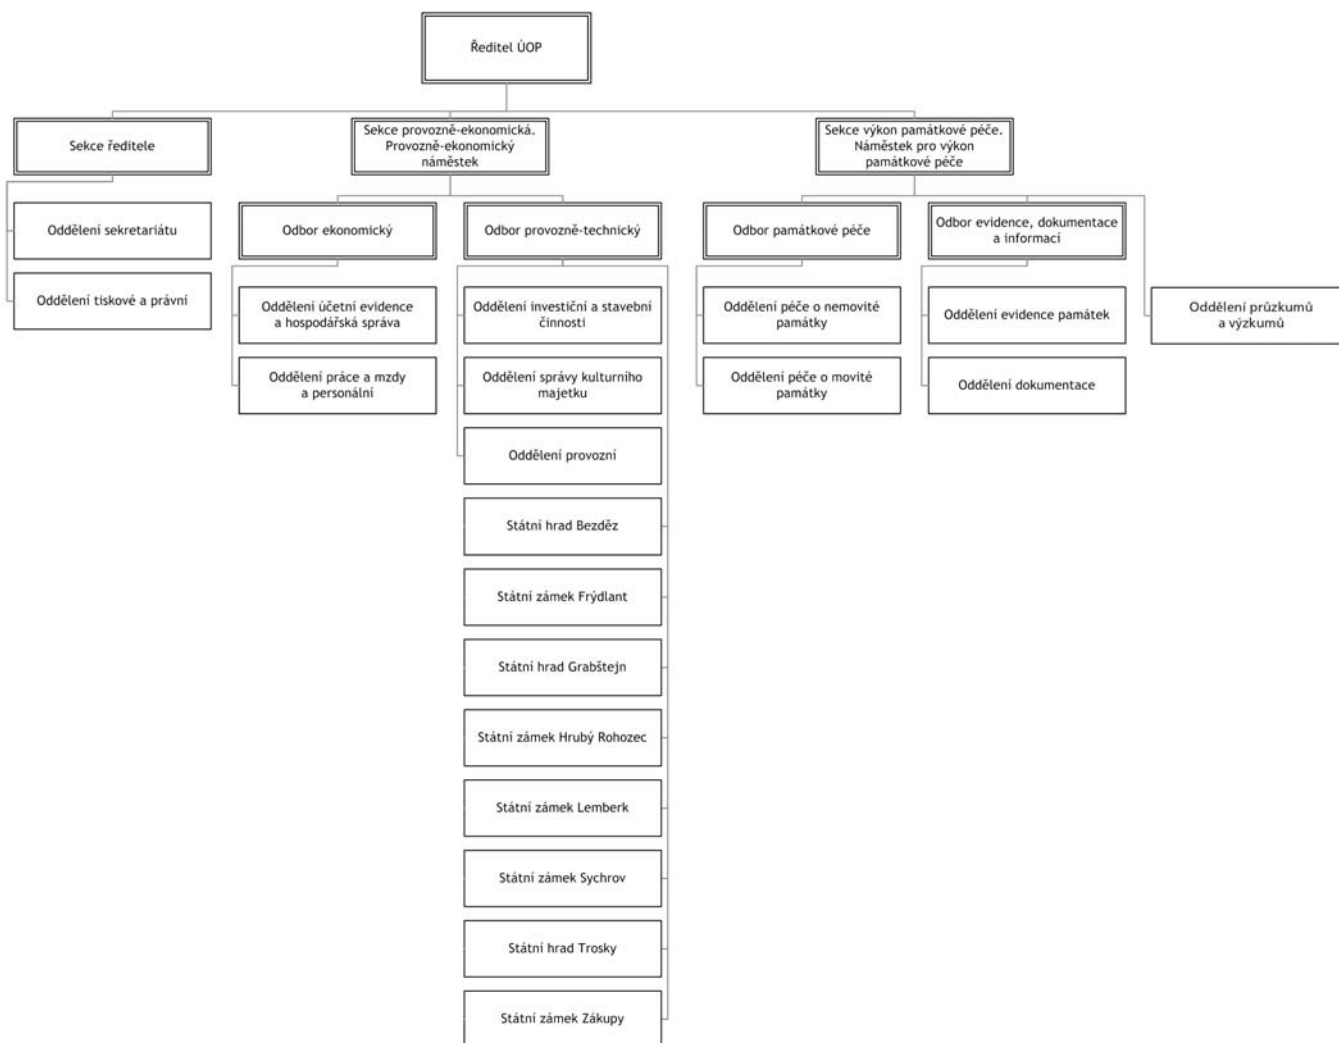 Ředitel ÚOP
Sekce ředitele
Sekce provozně-ekonomická.
Provozně-ekonomický
náměstek
Sekce výkon památkové péče.
Náměstek pro výkon
památkové péče
Oddělení sekretariátu
Oddělení tiskové a právní
Odbor ekonomický
Odbor provozně-technický
Odbor památkové péče
Odbor evidence, dokumentace
a informací
Oddělení účetní evidence
a hospodářská správa
Oddělení práce a mzdy
a personální
Oddělení investiční a stavební
činnosti
Oddělení správy kulturního
majetku
Oddělení provozní
Státní hrad Bezděz
Státní zámek Frýdlant
Státní hrad Grabštejn
Státní zámek Hrubý Rohozec
Státní zámek Lemberk
Státní zámek Sychrov
Státní hrad Trosky
Státní zámek Zákupy
Oddělení péče o nemovité
památky
Oddělení péče o movité
památky
Oddělení evidence památek
Oddělení dokumentace
Oddělení průzkumů
a výzkumů